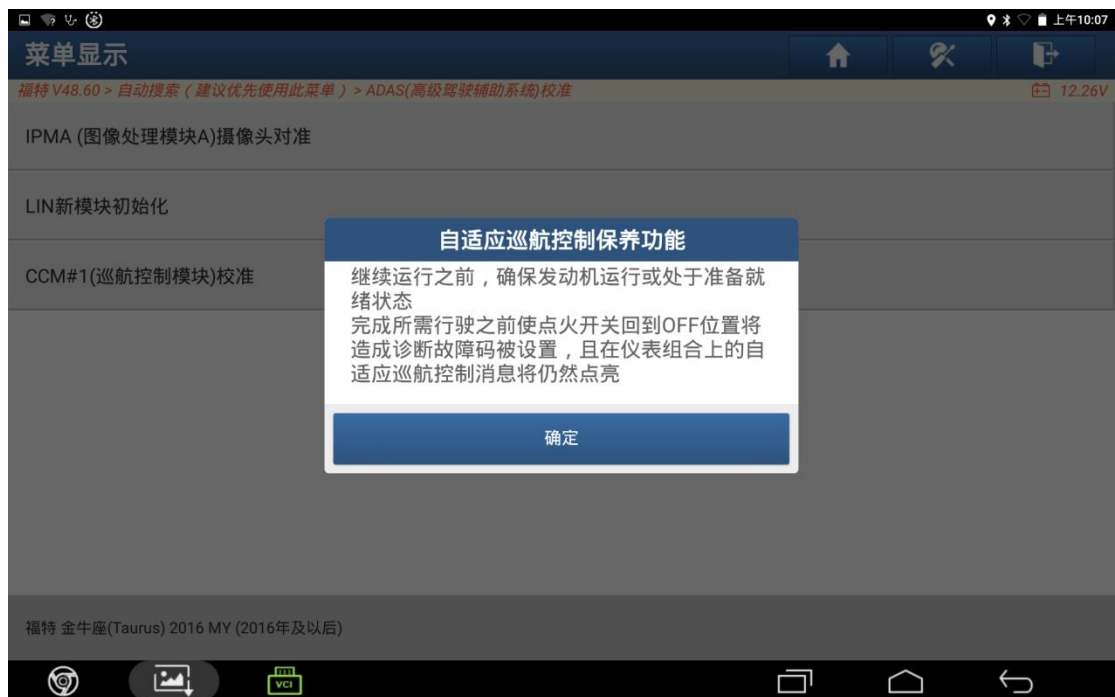 上午10:07
菜单显示
福特 V48.60 > 自动搜索（建议优先使用此菜单）> ADAS(高级驾驶辅助系统)校准
12.26V
IPMA (图像处理模块A)摄像头对准
LIN新模块初始化
CCM#1(巡航控制模块)校准
自适应巡航控制保养功能
继续运行之前，确保发动机运行或处于准备就
绪状态
完成所需行驶之前使点火开关回到OFF位置将
造成诊断故障码被设置，且在仪表组合上的自
适应巡航控制消息将仍然点亮
确定
福特 金牛座(Taurus) 2016 MY (2016年及以后)
VCI